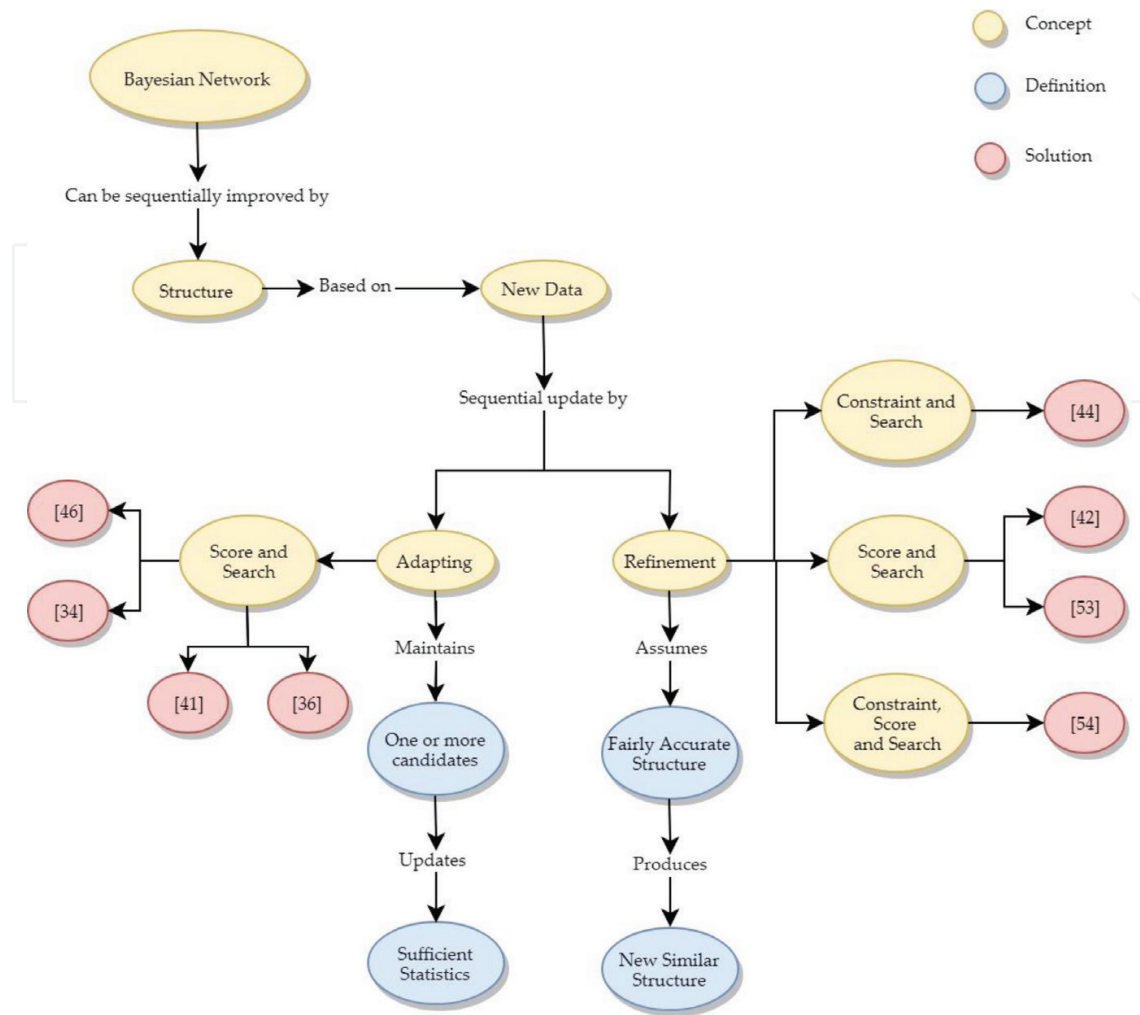 Concept
Bayesian Network
Definition
Solution
Can be sequentially improved by
Structure
Based on
New Data
Sequential update by
Constraint and
Search
[44]
[46]
[34]
Score and
Search
Adapting
Refinement
Score and
Search
[42]
[53]
[41]
[36]
Maintains
Assumes
Constraint,
Score
and Search
[54]
One or more
candidates
Fairly Accurate
Structure
Updates
Produces
Sufficient
Statistics
New Similar
Structure